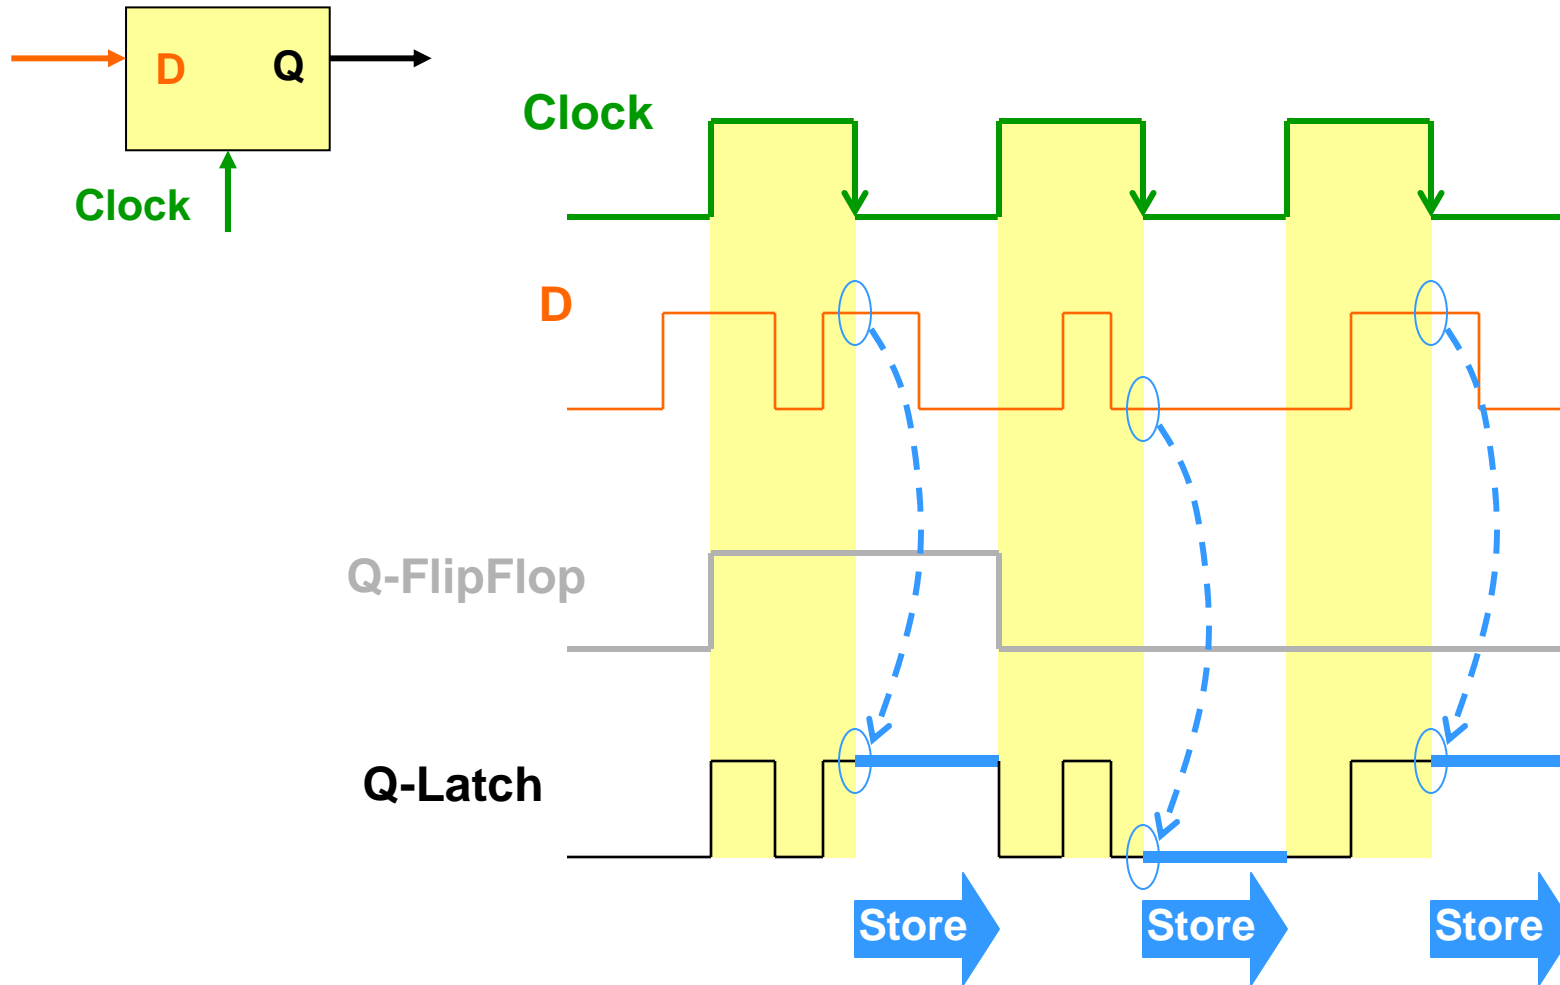 D Q
Clock
Clock
D
Q-FlipFlop
Q-Latch
Store Store Store